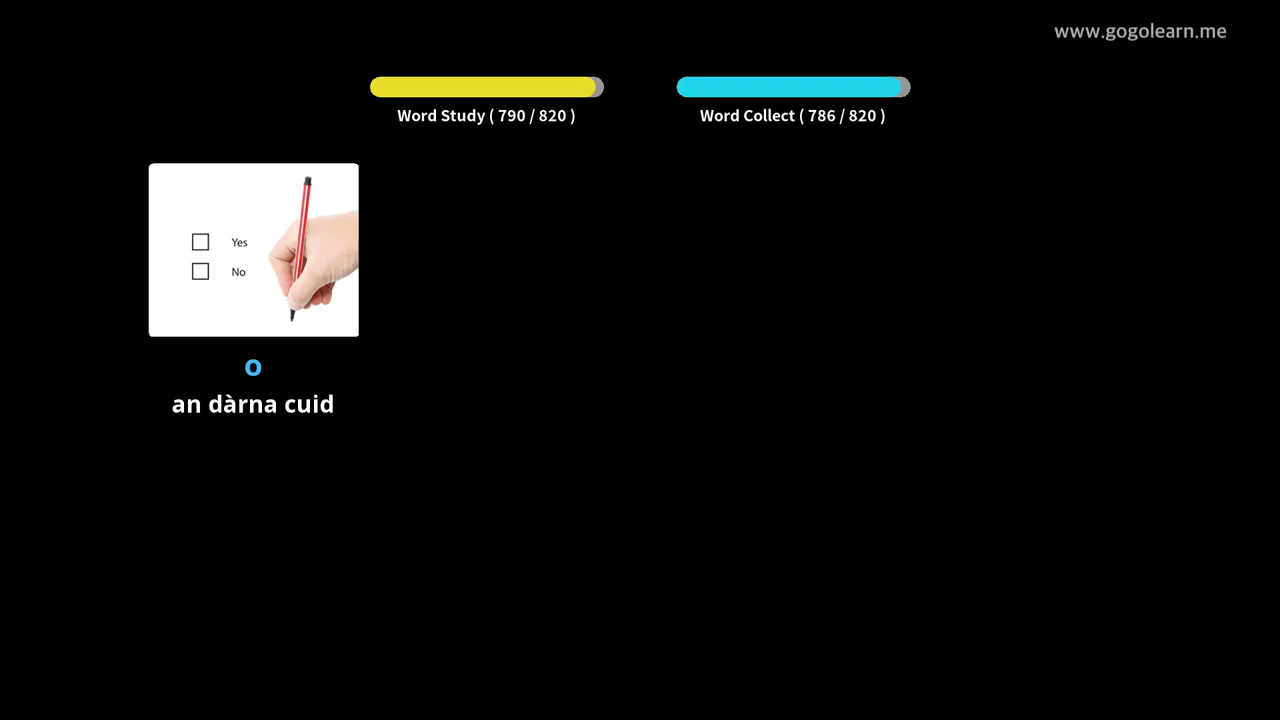 www.gogolearn.me
Word Study ( 790 / 820 )
Word Collect ( 786 / 820 )
Yes
No
o
an dàrna cuid